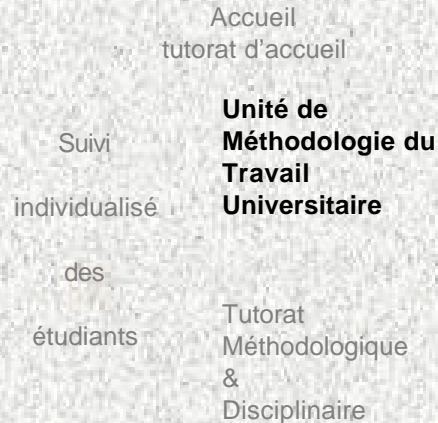 Accueil
tutorat d’accueil
Suivi
individualisé
des
étudiants
Unité de
Méthodologie du
Travail
Universitaire
Tutorat
Méthodologique
&
Disciplinaire